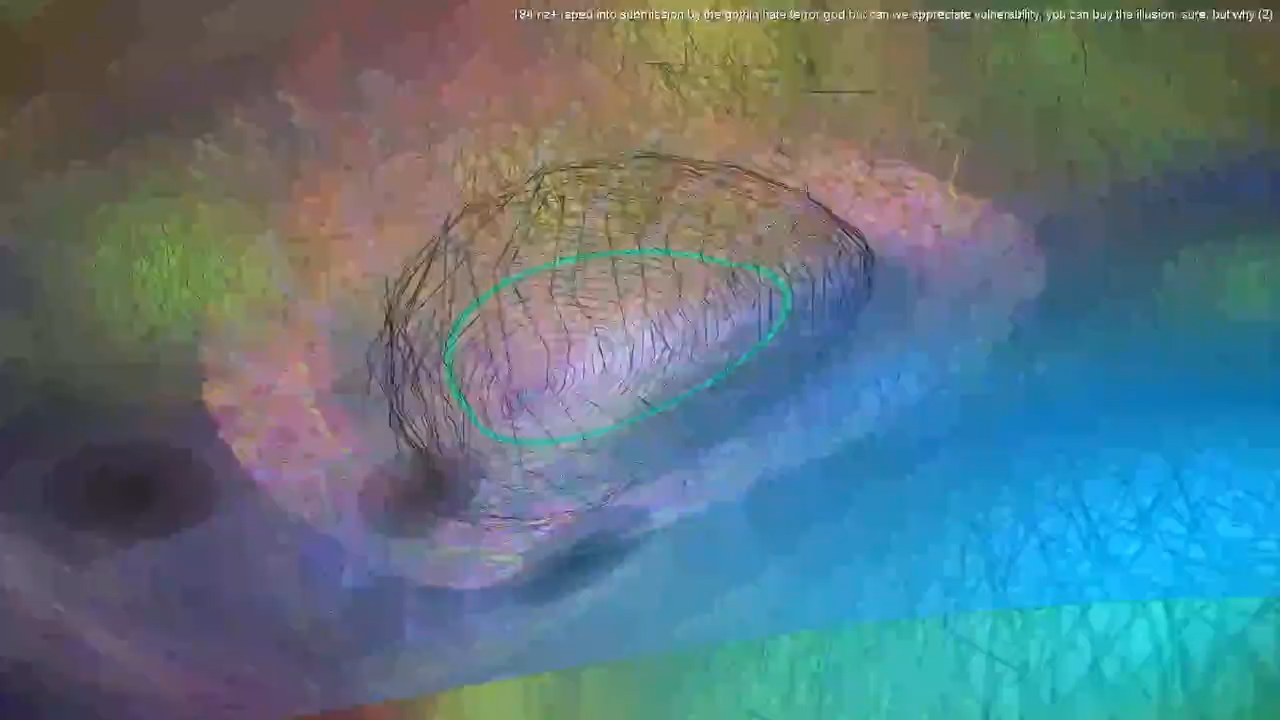 raped into submission by the gothiq hate terror god but can we appreciate vulnerability, you can buy the illusion, sure, but why (2)